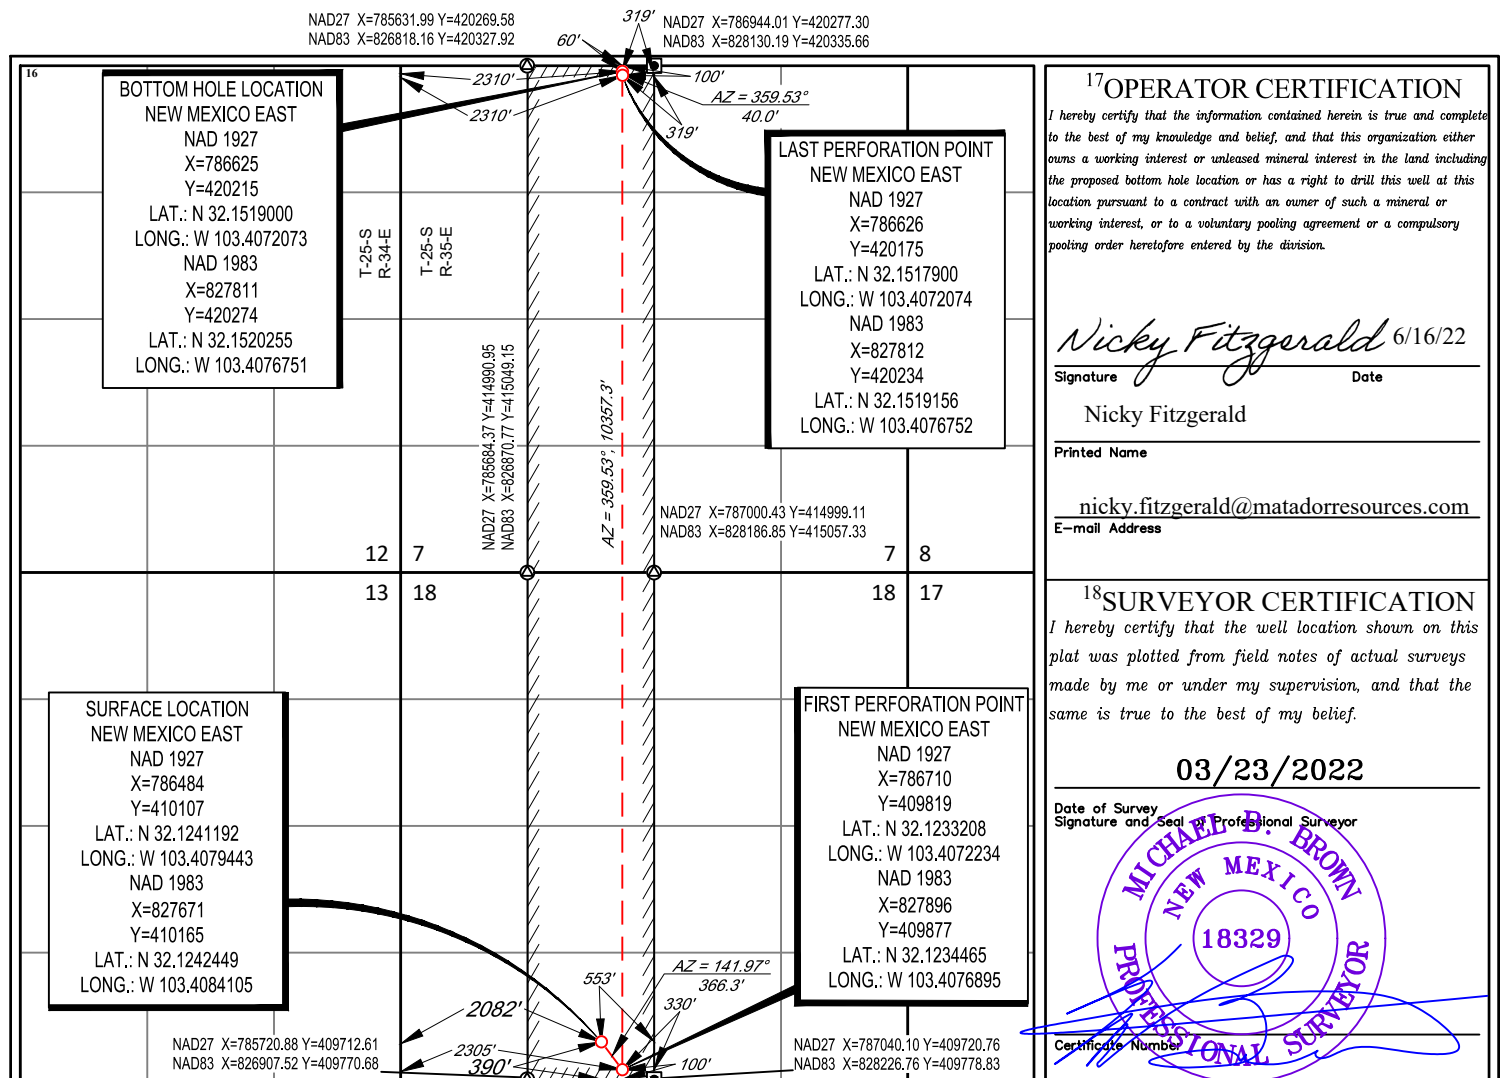 NAD27 X=785631.99 Y=420269.58
NAD83 X=826818.16 Y=420327.92
319'
60'
NAD27 X=786944.01 Y=420277.30
NAD83 X=828130.19 Y=420335.66
16
BOTTOM HOLE LOCATION
NEW MEXICO EAST
NAD 1927
X=786625
Y=420215
LAT.: N 32.1519000
LONG.: W 103.4072073
NAD 1983
X=827811
Y=420274
LAT.: N 32.1520255
LONG.: W 103.4076751
2310'
2310'
100'
AZ = 359.53°
40.0'
319'
LAST PERFORATION POINT
NEW MEXICO EAST
NAD 1927
X=786626
Y=420175
LAT.: N 32.1517900
LONG.: W 103.4072074
NAD 1983
X=827812
Y=420234
LAT.: N 32.1519156
LONG.: W 103.4076752
T-25-S
R-34-E
T-25-S
R-35-E
NAD27 X=785684.37 Y=414990.95
NAD83 X=826870.77 Y=415049.15
AZ = 359.53°, 10357.3'
NAD27 X=787000.43 Y=414999.11
NAD83 X=828186.85 Y=415057.33
12 7
7 8
13 18
18 17
SURFACE LOCATION
NEW MEXICO EAST
NAD 1927
X=786484
Y=410107
LAT.: N 32.1241192
LONG.: W 103.4079443
NAD 1983
X=827671
Y=410165
LAT.: N 32.1242449
LONG.: W 103.4084105
FIRST PERFORATION POINT
NEW MEXICO EAST
NAD 1927
X=786710
Y=409819
LAT.: N 32.1233208
LONG.: W 103.4072234
NAD 1983
X=827896
Y=409877
LAT.: N 32.1234465
LONG.: W 103.4076895
AZ = 141.97°
366.3'
553'
330'
2082'
2305'
390'
100'
NAD27 X=785720.88 Y=409712.61
NAD83 X=826907.52 Y=409770.68
NAD27 X=787040.10 Y=409720.76
NAD83 X=828226.76 Y=409778.83
17 OPERATOR CERTIFICATION
I hereby certify that the information contained herein is true and complete
to the best of my knowledge and belief, and that this organization either
owns a working interest or unleased mineral interest in the land including
the proposed bottom hole location or has a right to drill this well at this
location pursuant to a contract with an owner of such a mineral or
working interest, or to a voluntary pooling agreement or a compulsory
pooling order heretofore entered by the division.
Nicky Fitzgerald 6/16/22
Signature Date
Nicky Fitzgerald
Printed Name
nicky.fitzgerald@matadorresources.com
E-mail Address
18 SURVEYOR CERTIFICATION
I hereby certify that the well location shown on this
plat was plotted from field notes of actual surveys
made by me or under my supervision, and that the
same is true to the best of my belief.
03/23/2022
Date of Survey
Signature and Seal of Professional Surveyor
MICHAEL B. BROWN
NEW MEXICO
18329
PROFESSIONAL SURVEYOR
Certificate Number